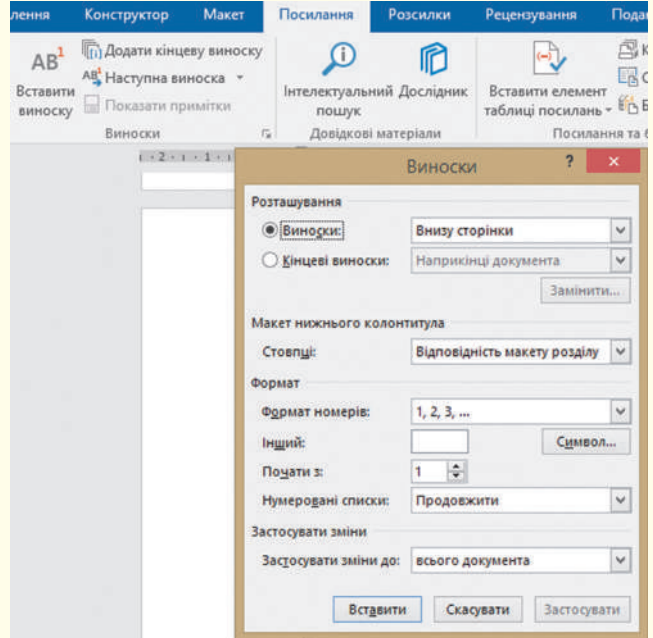 лення Конструктор Макет Посилання Розсилки Рецензування Пода
AB1 Вставити виноску
Додати кінцеву виноску
AB1 Наступна виноска
Показати примітки
Виноски
Інтелектуальний пошук
Дослідник
Довідкові матеріали
Вставити елемент таблиці посилань
Посилання та б
2 1 1
Виноски ? ×
Розташування
Виноски: Внизу сторінки
Кінцеві виноски: Наприкінці документа
Замінити...
Макет нижнього колонтитула
Стовпці: Відповідність макету розділу
Формат
Формат номерів: 1, 2, 3, ...
Інший: Символ...
Почати з: 1
Нумеровані списки: Продовжити
Застосувати зміни
Застосувати зміни до: всього документа
Вставити Скасувати Застосувати